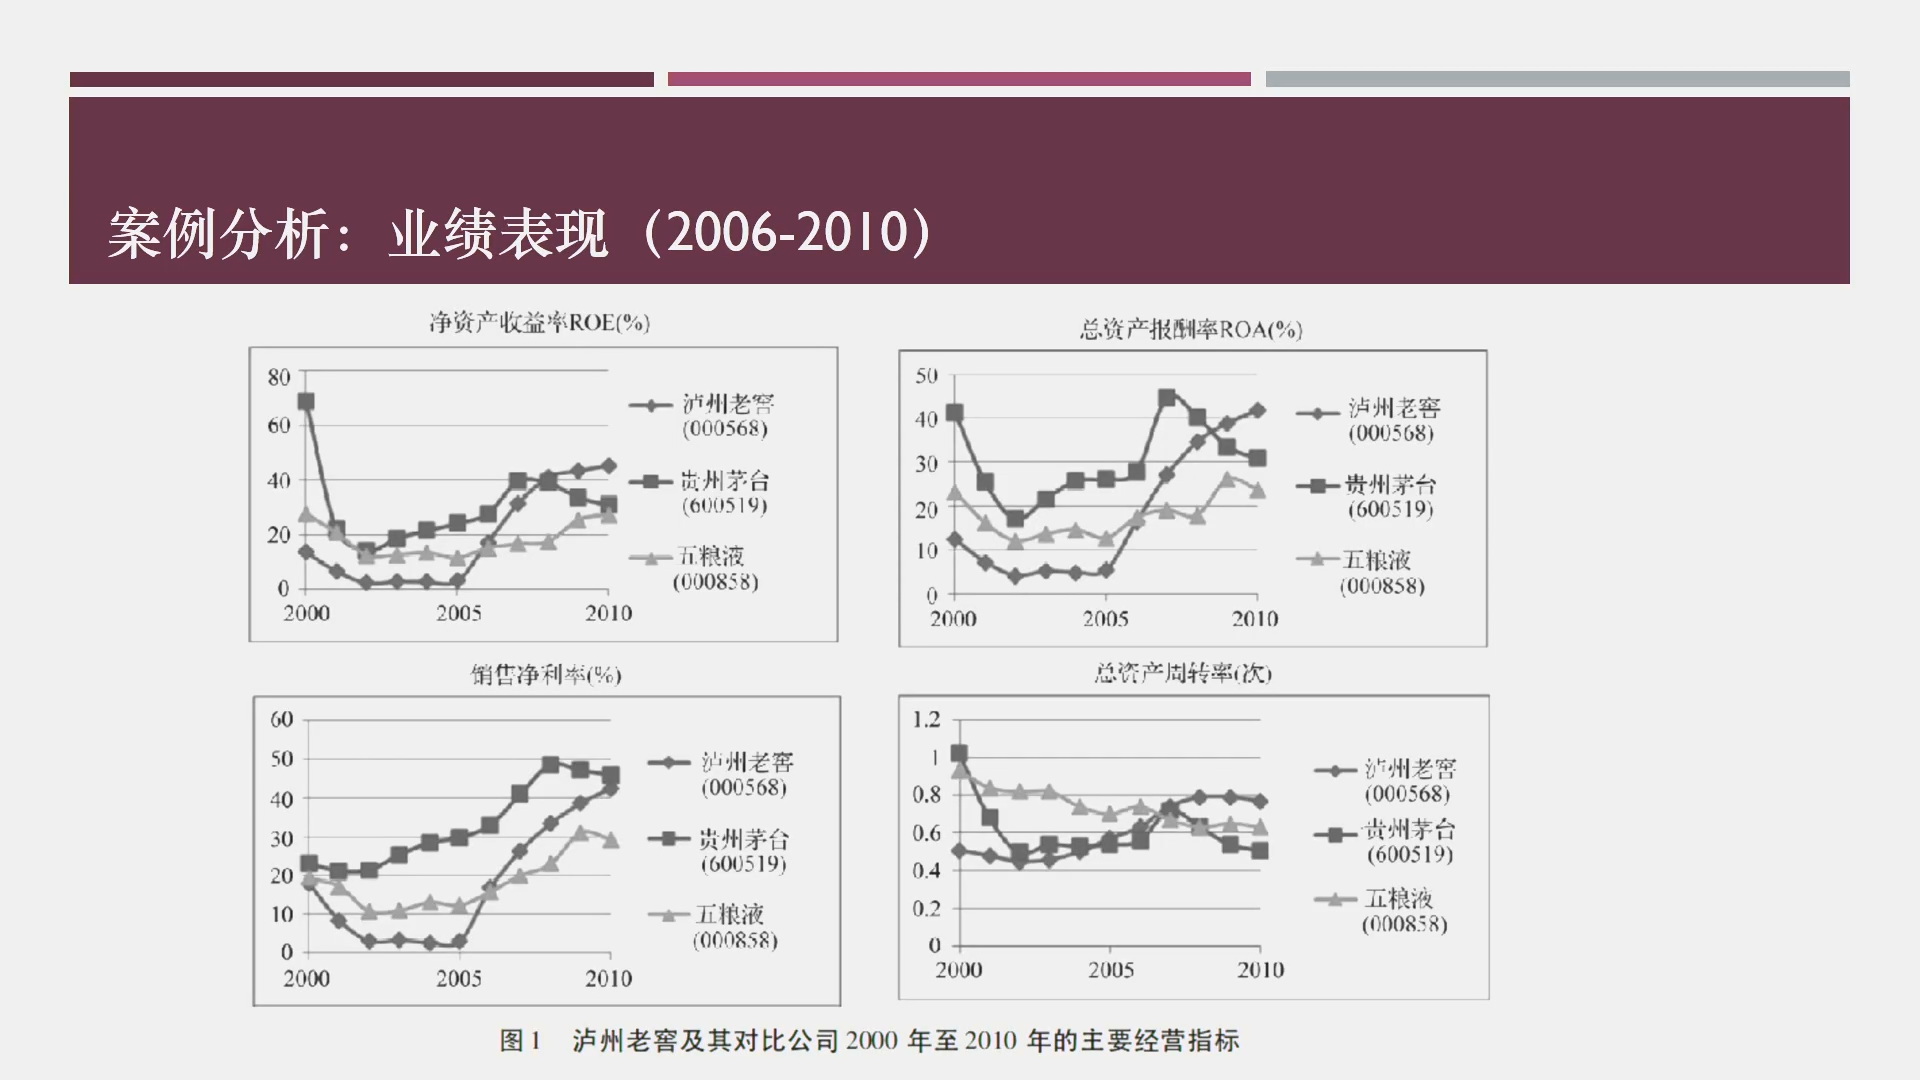 案例分析：业绩表现（2006-2010）
净资产收益率ROE(%)
80
60
40
20
0
2000
2005
2010
泸州老窖
(000568)
贵州茅台
(600519)
五粮液
(000858)
总资产报酬率ROA(%)
50
40
30
20
10
0
2000
2005
2010
泸州老窖
(000568)
贵州茅台
(600519)
五粮液
(000858)
销售净利率(%)
60
50
40
30
20
10
0
2000
2005
2010
泸州老窖
(000568)
贵州茅台
(600519)
五粮液
(000858)
总资产周转率(次)
1.2
1
0.8
0.6
0.4
0.2
0
2000
2005
2010
泸州老窖
(000568)
贵州茅台
(600519)
五粮液
(000858)
图1 泸州老窖及其对比公司2000 年至2010 年的主要经营指标